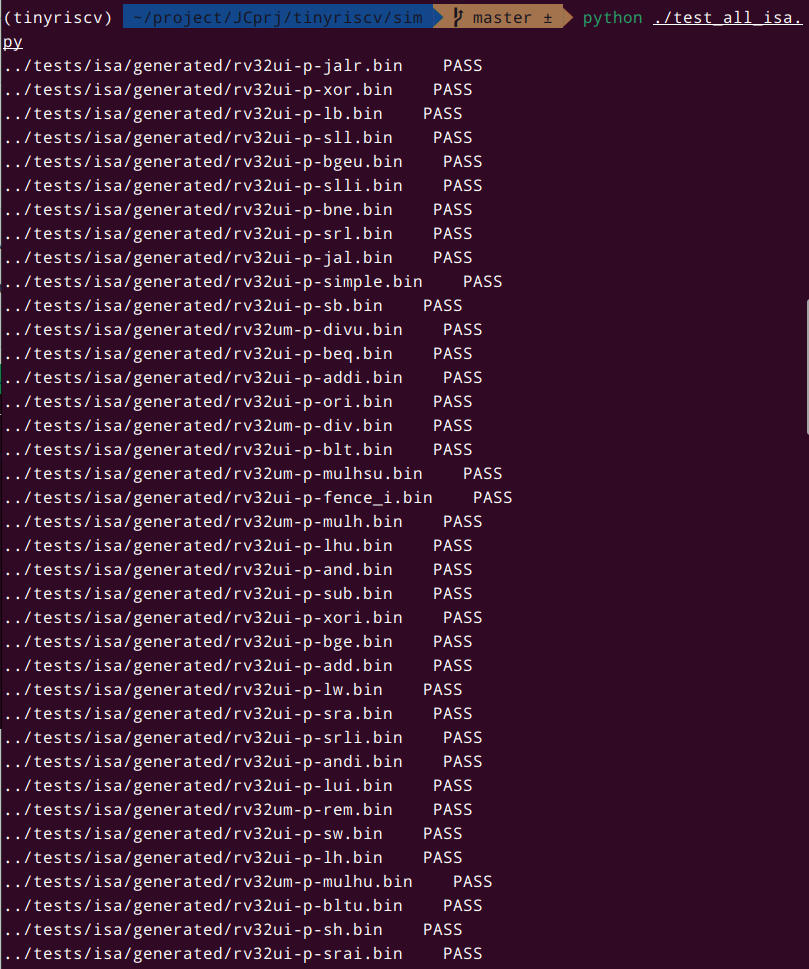 (tinyriscv) ~/project/JCprj/tinyriscv/sim master ± python ./test_all_isa.
py
../tests/isa/generated/rv32ui-p-jalr.bin    PASS
../tests/isa/generated/rv32ui-p-xor.bin    PASS
../tests/isa/generated/rv32ui-p-lb.bin    PASS
../tests/isa/generated/rv32ui-p-sll.bin    PASS
../tests/isa/generated/rv32ui-p-bgeu.bin    PASS
../tests/isa/generated/rv32ui-p-slli.bin    PASS
../tests/isa/generated/rv32ui-p-bne.bin    PASS
../tests/isa/generated/rv32ui-p-srl.bin    PASS
../tests/isa/generated/rv32ui-p-jal.bin    PASS
../tests/isa/generated/rv32ui-p-simple.bin    PASS
../tests/isa/generated/rv32ui-p-sb.bin    PASS
../tests/isa/generated/rv32um-p-divu.bin    PASS
../tests/isa/generated/rv32ui-p-beq.bin    PASS
../tests/isa/generated/rv32ui-p-addi.bin    PASS
../tests/isa/generated/rv32ui-p-ori.bin    PASS
../tests/isa/generated/rv32um-p-div.bin    PASS
../tests/isa/generated/rv32ui-p-blt.bin    PASS
../tests/isa/generated/rv32um-p-mulhsu.bin    PASS
../tests/isa/generated/rv32ui-p-fence_i.bin    PASS
../tests/isa/generated/rv32um-p-mulh.bin    PASS
../tests/isa/generated/rv32ui-p-lhu.bin    PASS
../tests/isa/generated/rv32ui-p-and.bin    PASS
../tests/isa/generated/rv32ui-p-sub.bin    PASS
../tests/isa/generated/rv32ui-p-xori.bin    PASS
../tests/isa/generated/rv32ui-p-bge.bin    PASS
../tests/isa/generated/rv32ui-p-add.bin    PASS
../tests/isa/generated/rv32ui-p-lw.bin    PASS
../tests/isa/generated/rv32ui-p-sra.bin    PASS
../tests/isa/generated/rv32ui-p-srli.bin    PASS
../tests/isa/generated/rv32ui-p-andi.bin    PASS
../tests/isa/generated/rv32ui-p-lui.bin    PASS
../tests/isa/generated/rv32um-p-rem.bin    PASS
../tests/isa/generated/rv32ui-p-sw.bin    PASS
../tests/isa/generated/rv32ui-p-lh.bin    PASS
../tests/isa/generated/rv32um-p-mulhu.bin    PASS
../tests/isa/generated/rv32ui-p-bltu.bin    PASS
../tests/isa/generated/rv32ui-p-sh.bin    PASS
../tests/isa/generated/rv32ui-p-srai.bin    PASS